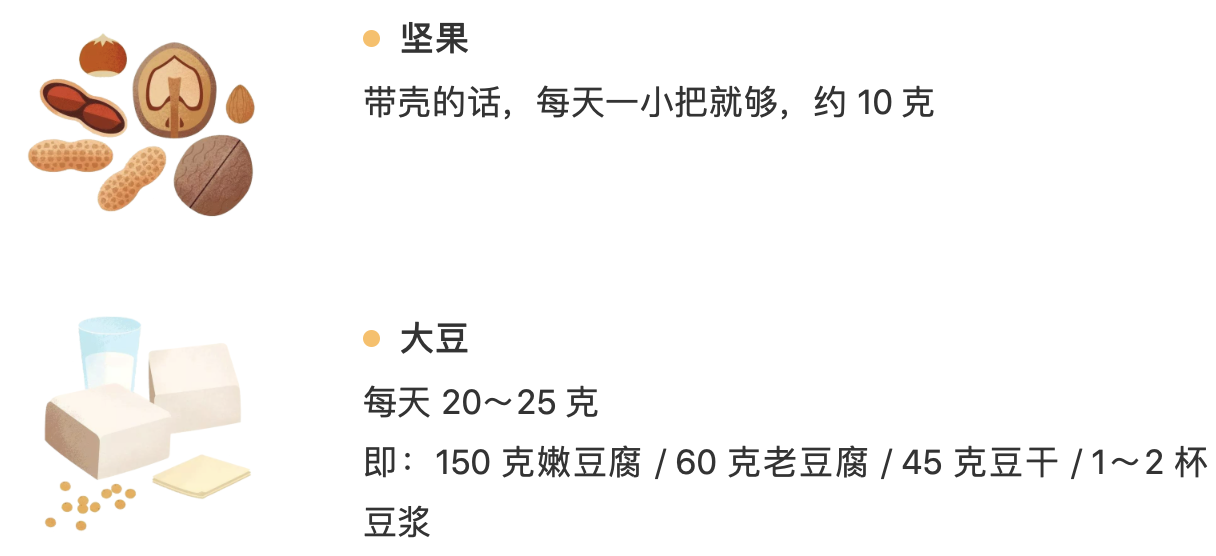 坚果
带壳的话，每天一小把就够，约 10 克
大豆
每天 20～25 克
即：150 克嫩豆腐 / 60 克老豆腐 / 45 克豆干 / 1～2 杯
豆浆